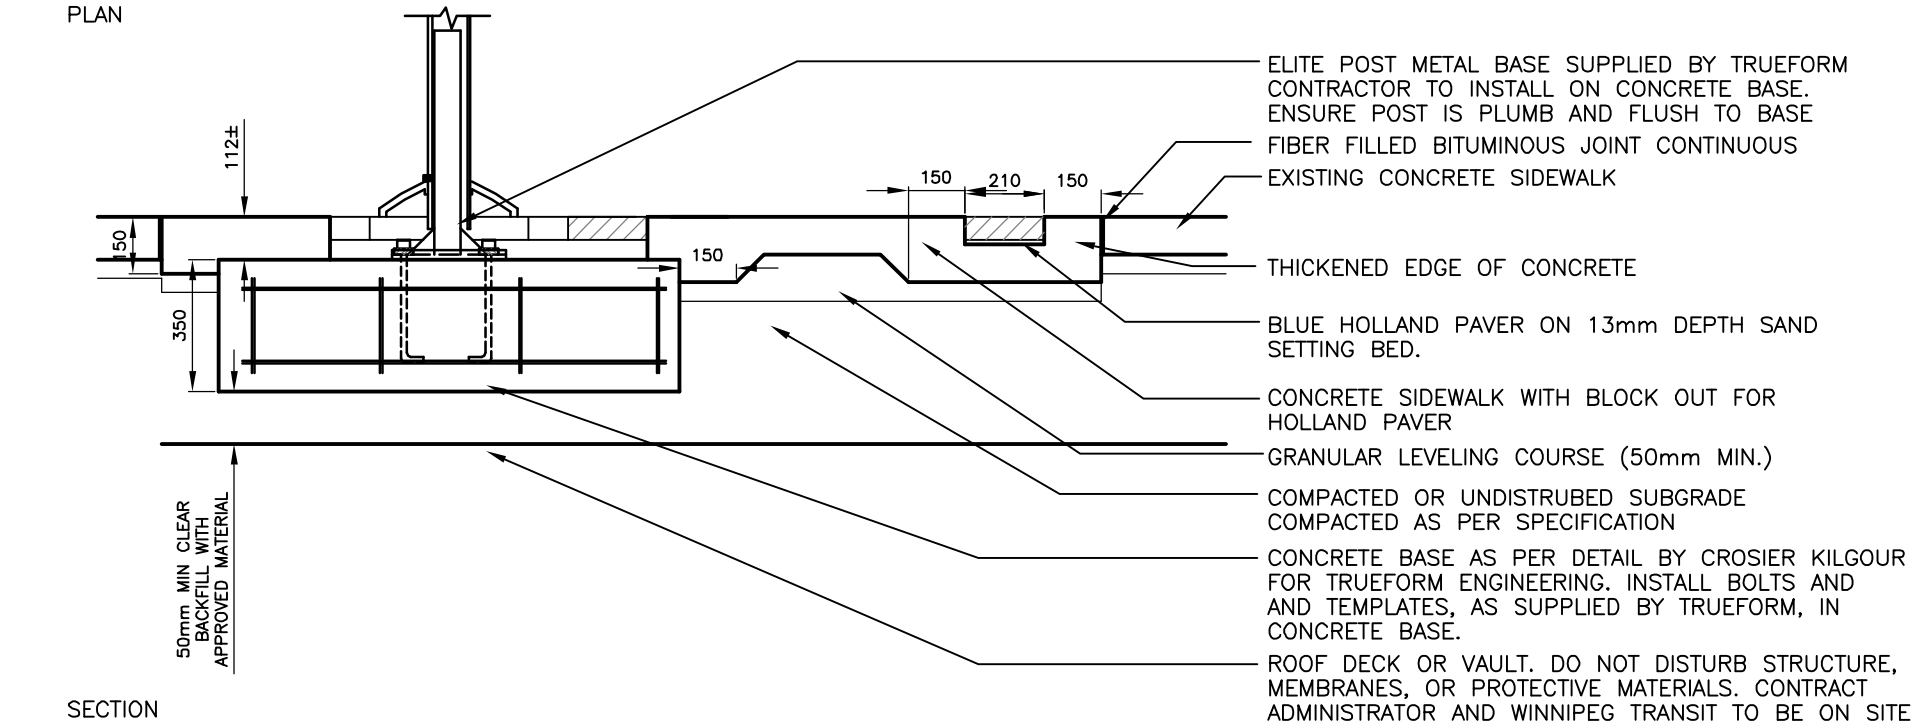 PLAN
ELITE POST METAL BASE SUPPLIED BY TRUEFORM
CONTRACTOR TO INSTALL ON CONCRETE BASE.
ENSURE POST IS PLUMB AND FLUSH TO BASE
FIBER FILLED BITUMINOUS JOINT CONTINUOUS
EXISTING CONCRETE SIDEWALK
112±
150
210
150
150
150
350
THICKENED EDGE OF CONCRETE
BLUE HOLLAND PAVER ON 13mm DEPTH SAND
SETTING BED.
CONCRETE SIDEWALK WITH BLOCK OUT FOR
HOLLAND PAVER
GRANULAR LEVELING COURSE (50mm MIN.)
COMPACTED OR UNDISTRUBED SUBGRADE
COMPACTED AS PER SPECIFICATION
CONCRETE BASE AS PER DETAIL BY CROSIER KILGOUR
FOR TRUEFORM ENGINEERING. INSTALL BOLTS AND
AND TEMPLATES, AS SUPPLIED BY TRUEFORM, IN
CONCRETE BASE.
50mm MIN CLEAR
BACKFILL WITH
APPROVED MATERIAL
ROOF DECK OR VAULT. DO NOT DISTURB STRUCTURE,
MEMBRANES, OR PROTECTIVE MATERIALS. CONTRACT
ADMINISTRATOR AND WINNIPEG TRANSIT TO BE ON SITE
SECTION